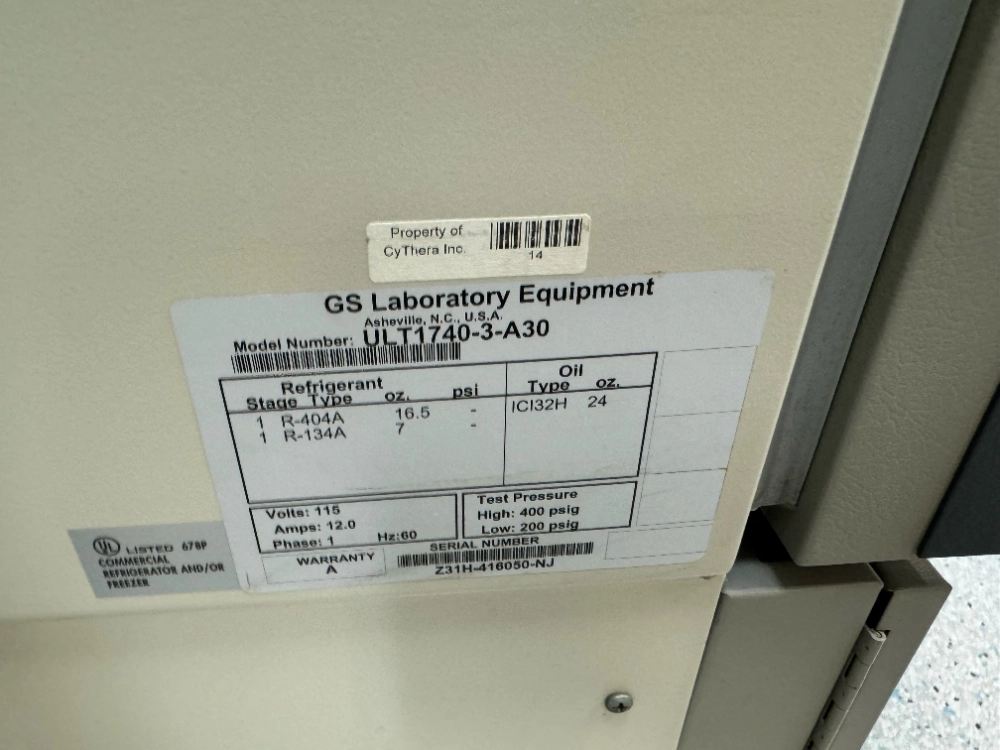 Property of
CyThera Inc.
14
GS Laboratory Equipment
Asheville, N.C., U.S.A.
Model Number: ULT1740-3-A30
Refrigerant
Stage Type oz. psi
1 R-404A 16.5 -
1 R-134A 7 -
Oil
Type oz.
ICI32H 24
Volts: 115
Amps: 12.0
Phase: 1 Hz:60
Test Pressure
High: 400 psig
Low: 200 psig
WARRANTY
A
SERIAL NUMBER
Z31H-416050-NJ
UL LISTED 678P
COMMERCIAL
REFRIGERATOR AND/OR
FREEZER